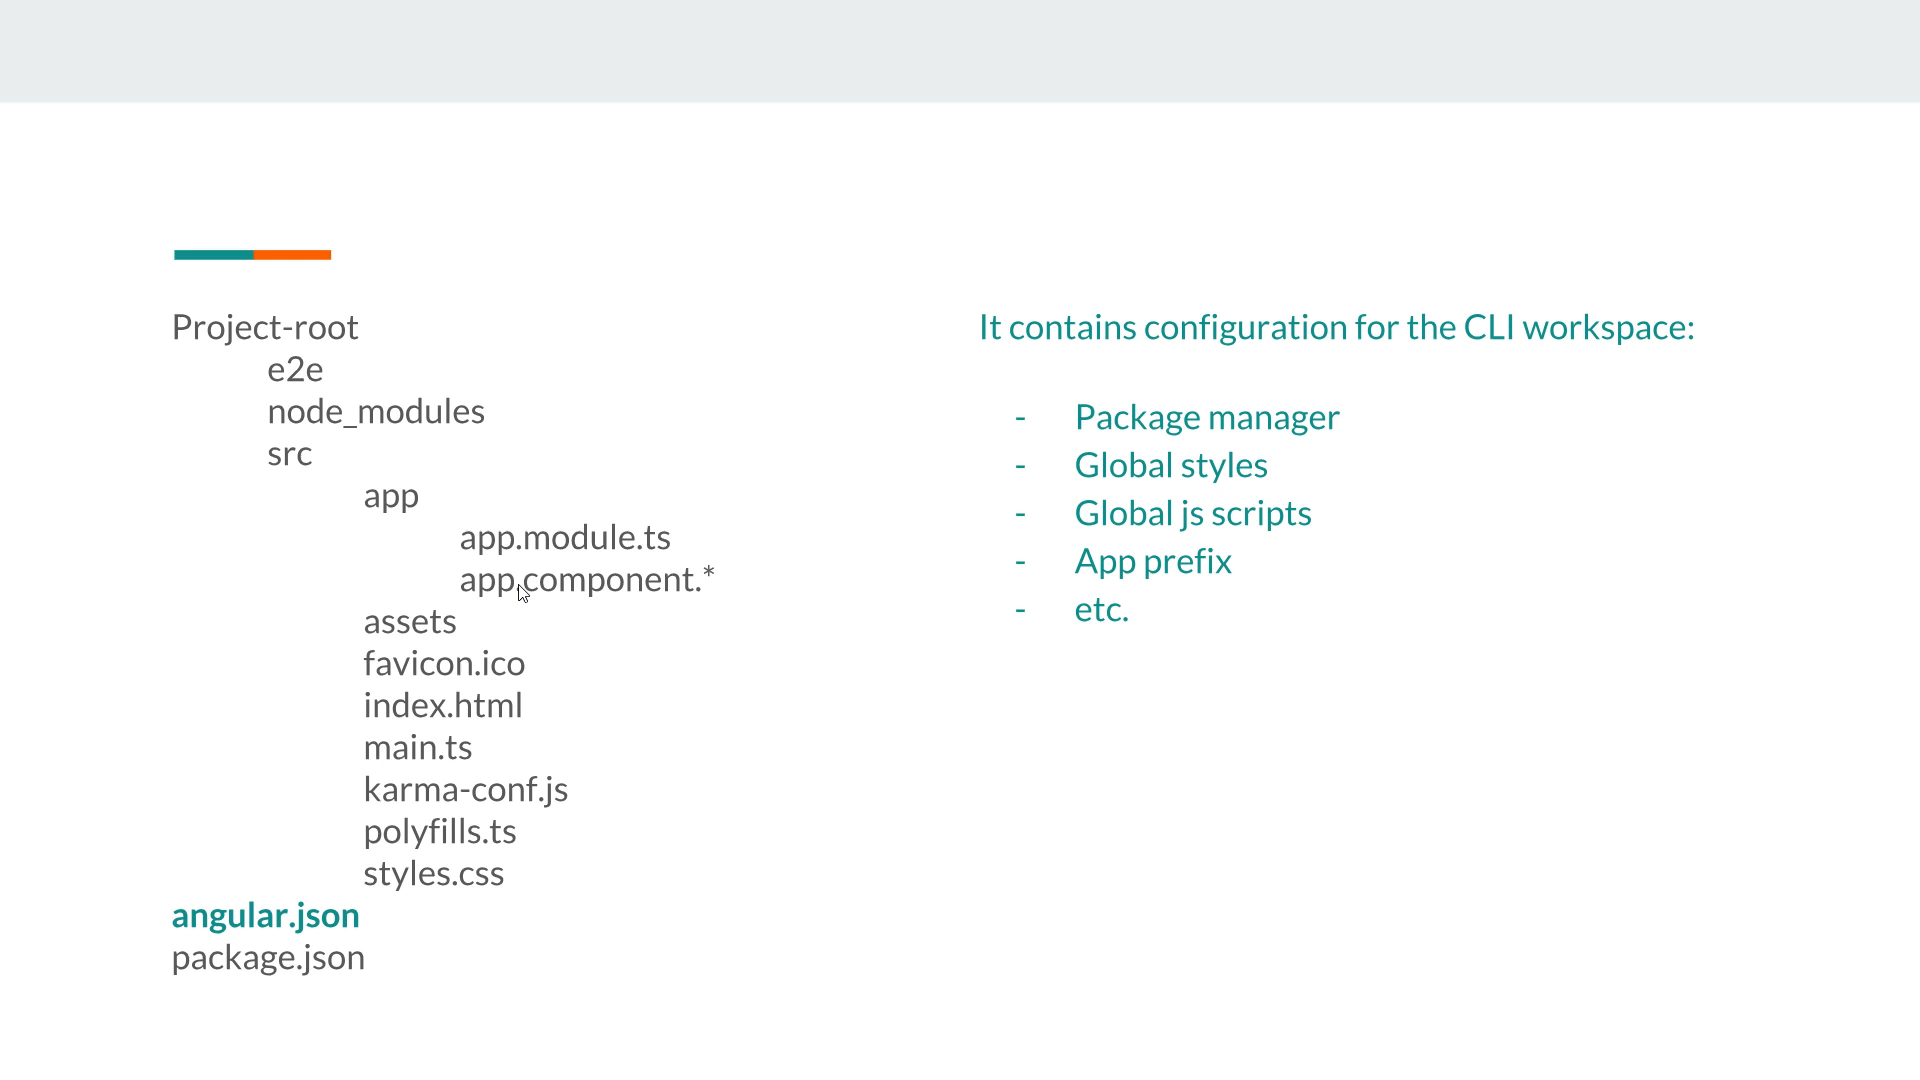 Project-root
e2e
node_modules
src
app
app.module.ts
app.component.*
assets
favicon.ico
index.html
main.ts
karma-conf.js
polyfills.ts
styles.css
angular.json
package.json
It contains configuration for the CLI workspace:
- Package manager
- Global styles
- Global js scripts
- App prefix
- etc.